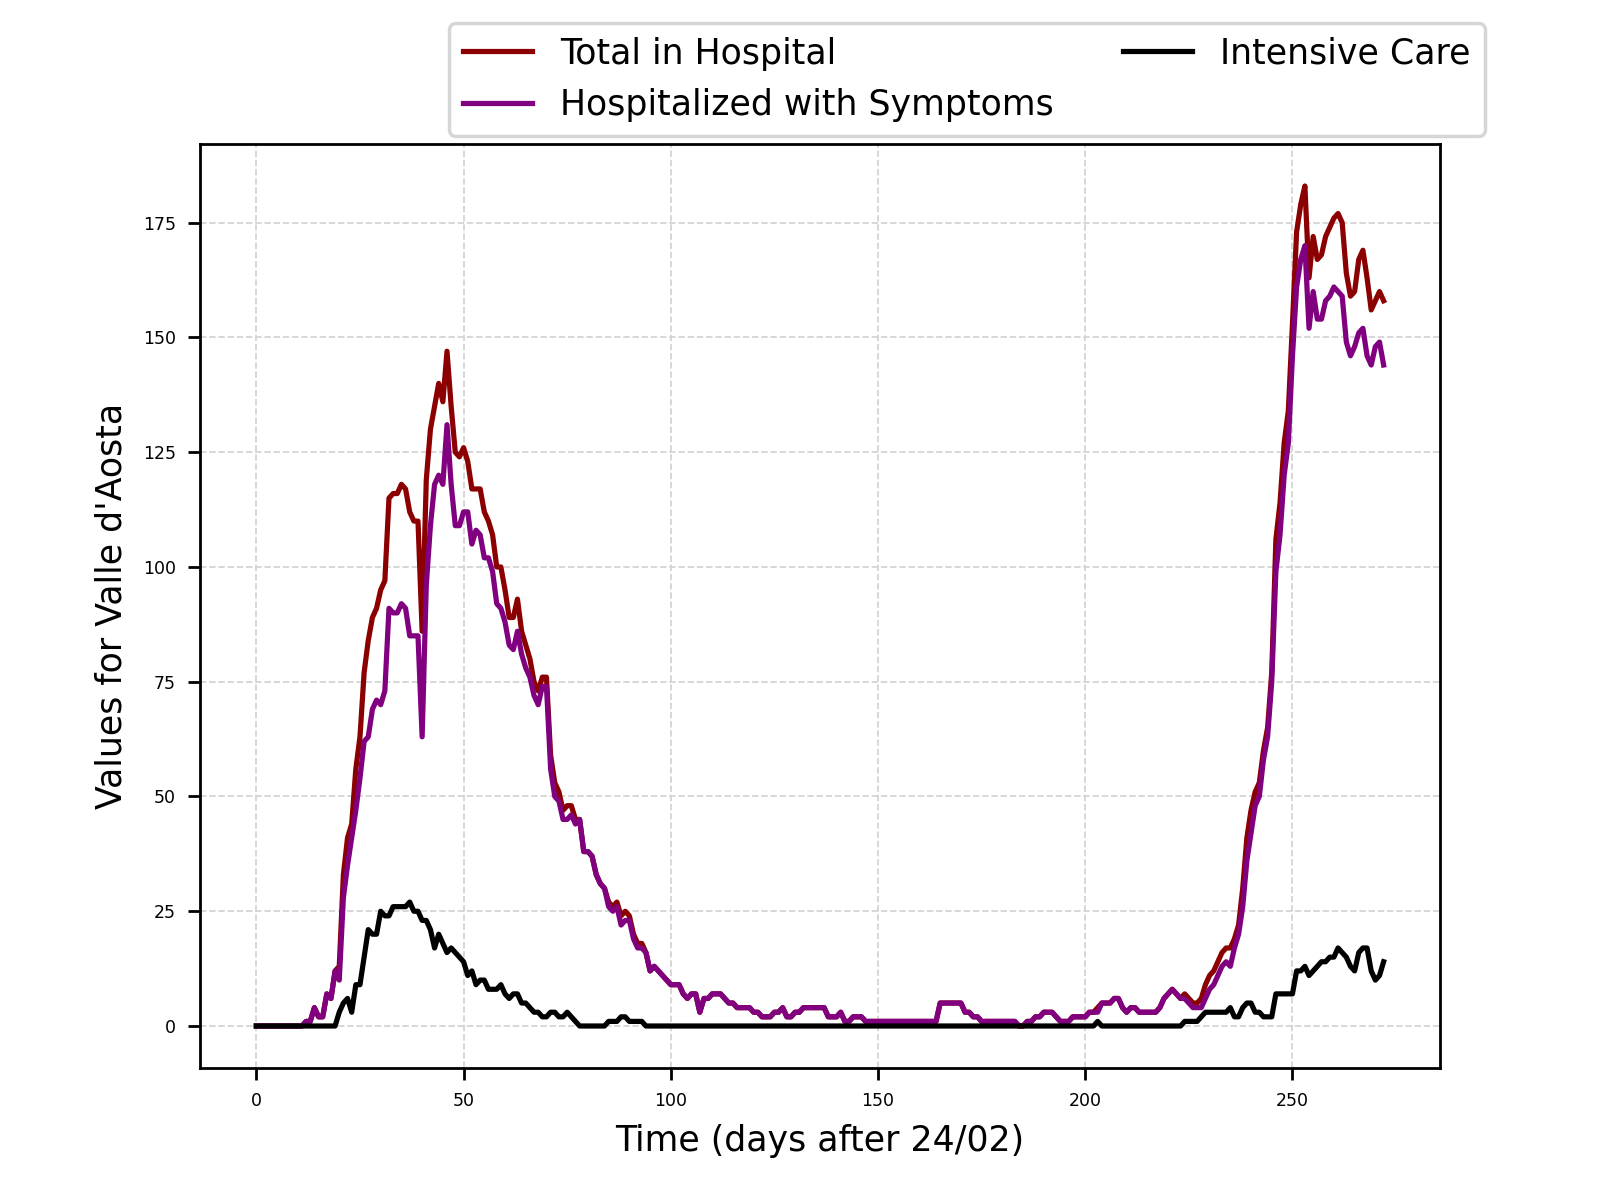 Total in Hospital
Hospitalized with Symptoms
Intensive Care
Values for Valle d'Aosta
175
150
125
100
75
50
25
0
0 50 100 150 200 250
Time (days after 24/02)